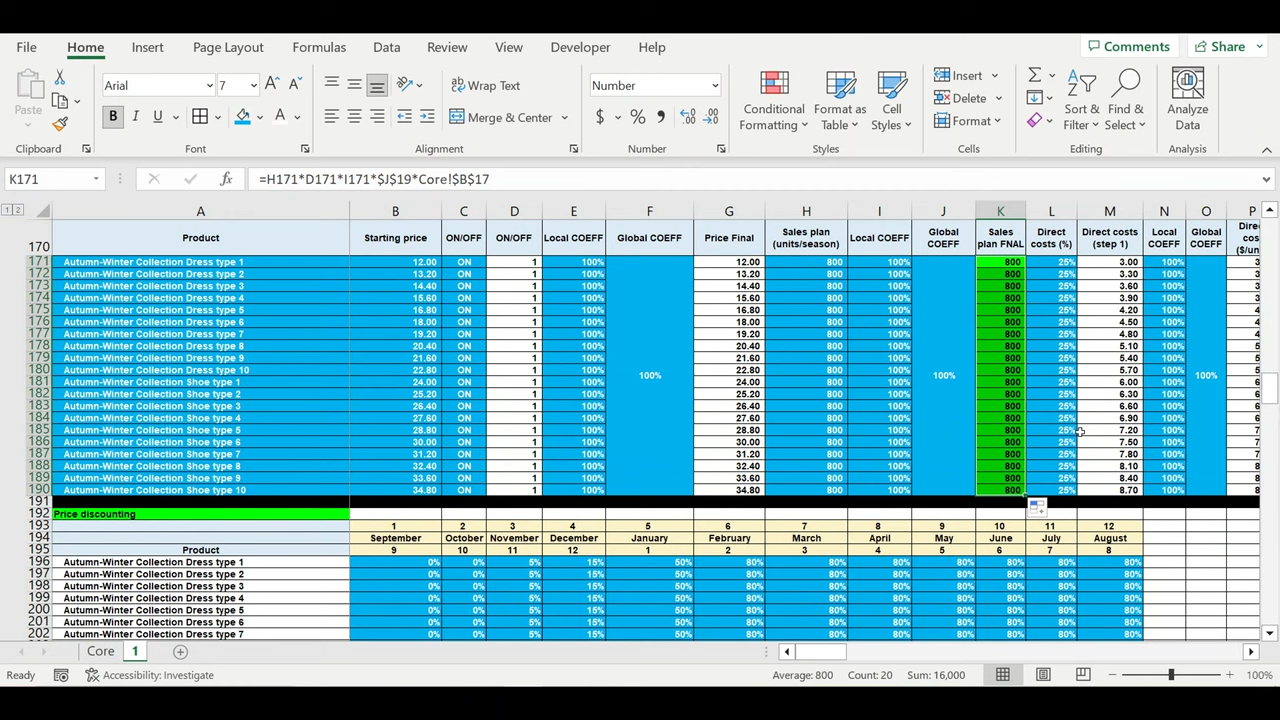 File Home Insert Page Layout Formulas Data Review View Developer Help Comments Share
Paste
Arial 7
B I U A
Wrap Text
Merge & Center
Number
$ % ,
Conditional Formatting
Format as Table
Cell Styles
Insert
Delete
Format
Sort & Filter
Find & Select
Analyze Data
Clipboard Font Alignment Number Styles Cells Editing Analysis
K171 fx =H171*D171*I171*$J$19*Core!$B$17
1 2 A B C D E F G H I J K L M N O P
170 Product Starting price ON/OFF ON/OFF Local COEFF Global COEFF Price Final Sales plan (units/season) Local COEFF Global COEFF Sales plan FNAL Direct costs (%) Direct costs (step 1) Local COEFF Global COEFF
171 Autumn-Winter Collection Dress type 1 12.00 ON 1 100% 12.00 800 100% 800 25% 3.00 100% 3
172 Autumn-Winter Collection Dress type 2 13.20 ON 1 100% 13.20 800 100% 800 25% 3.30 100% 3
173 Autumn-Winter Collection Dress type 3 14.40 ON 1 100% 14.40 800 100% 800 25% 3.60 100% 3
174 Autumn-Winter Collection Dress type 4 15.60 ON 1 100% 15.60 800 100% 800 25% 3.90 100% 3
175 Autumn-Winter Collection Dress type 5 16.80 ON 1 100% 16.80 800 100% 800 25% 4.20 100% 4
176 Autumn-Winter Collection Dress type 6 18.00 ON 1 100% 18.00 800 100% 800 25% 4.50 100% 4
177 Autumn-Winter Collection Dress type 7 19.20 ON 1 100% 19.20 800 100% 800 25% 4.80 100% 4
178 Autumn-Winter Collection Dress type 8 20.40 ON 1 100% 20.40 800 100% 800 25% 5.10 100% 5
179 Autumn-Winter Collection Dress type 9 21.60 ON 1 100% 21.60 800 100% 800 25% 5.40 100% 5
180 Autumn-Winter Collection Dress type 10 22.80 ON 1 100% 100% 22.80 800 100% 100% 800 25% 5.70 100% 100% 5
181 Autumn-Winter Collection Shoe type 1 24.00 ON 1 100% 24.00 800 100% 800 25% 6.00 100% 6
182 Autumn-Winter Collection Shoe type 2 25.20 ON 1 100% 25.20 800 100% 800 25% 6.30 100% 6
183 Autumn-Winter Collection Shoe type 3 26.40 ON 1 100% 26.40 800 100% 800 25% 6.60 100% 6
184 Autumn-Winter Collection Shoe type 4 27.60 ON 1 100% 27.60 800 100% 800 25% 6.90 100% 6
185 Autumn-Winter Collection Shoe type 5 28.80 ON 1 100% 28.80 800 100% 800 25% 7.20 100% 7
186 Autumn-Winter Collection Shoe type 6 30.00 ON 1 100% 30.00 800 100% 800 25% 7.50 100% 7
187 Autumn-Winter Collection Shoe type 7 31.20 ON 1 100% 31.20 800 100% 800 25% 7.80 100% 7
188 Autumn-Winter Collection Shoe type 8 32.40 ON 1 100% 32.40 800 100% 800 25% 8.10 100% 8
189 Autumn-Winter Collection Shoe type 9 33.60 ON 1 100% 33.60 800 100% 800 25% 8.40 100% 8
190 Autumn-Winter Collection Shoe type 10 34.80 ON 1 100% 34.80 800 100% 800 25% 8.70 100% 8
191
192 Price discounting
193 1 2 3 4 5 6 7 8 9 10 11 12
194 September October November December January February March April May June July August
195 Product 9 10 11 12 1 2 3 4 5 6 7 8
196 Autumn-Winter Collection Dress type 1 0% 0% 5% 15% 50% 80% 80% 80% 80% 80% 80% 80%
197 Autumn-Winter Collection Dress type 2 0% 0% 5% 15% 50% 80% 80% 80% 80% 80% 80% 80%
198 Autumn-Winter Collection Dress type 3 0% 0% 5% 15% 50% 80% 80% 80% 80% 80% 80% 80%
199 Autumn-Winter Collection Dress type 4 0% 0% 5% 15% 50% 80% 80% 80% 80% 80% 80% 80%
200 Autumn-Winter Collection Dress type 5 0% 0% 5% 15% 50% 80% 80% 80% 80% 80% 80% 80%
201 Autumn-Winter Collection Dress type 6 0% 0% 5% 15% 50% 80% 80% 80% 80% 80% 80% 80%
202 Autumn-Winter Collection Dress type 7 0% 0% 5% 15% 50% 80% 80% 80% 80% 80% 80% 80%
Core 1
Ready Accessibility: Investigate Average: 800 Count: 20 Sum: 16,000 100%